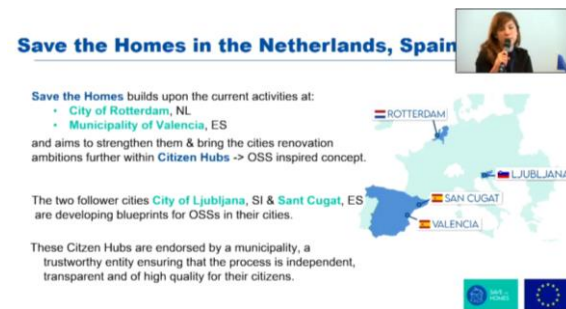 Save the Homes in the Netherlands, Spain
Save the Homes builds upon the current activities at:
• City of Rotterdam, NL
• Municipality of Valencia, ES
and aims to strengthen them & bring the cities renovation
ambitions further within Citizen Hubs -> OSS inspired concept.
The two follower cities City of Ljubljana, SI & Sant Cugat, ES
are developing blueprints for OSSs in their cities.
These Citzen Hubs are endorsed by a municipality, a
trustworthy entity ensuring that the process is independent,
transparent and of high quality for their citizens.
ROTTERDAM
LJUBLJANA
SAN CUGAT
VALENCIA
SAVE the
HOMES